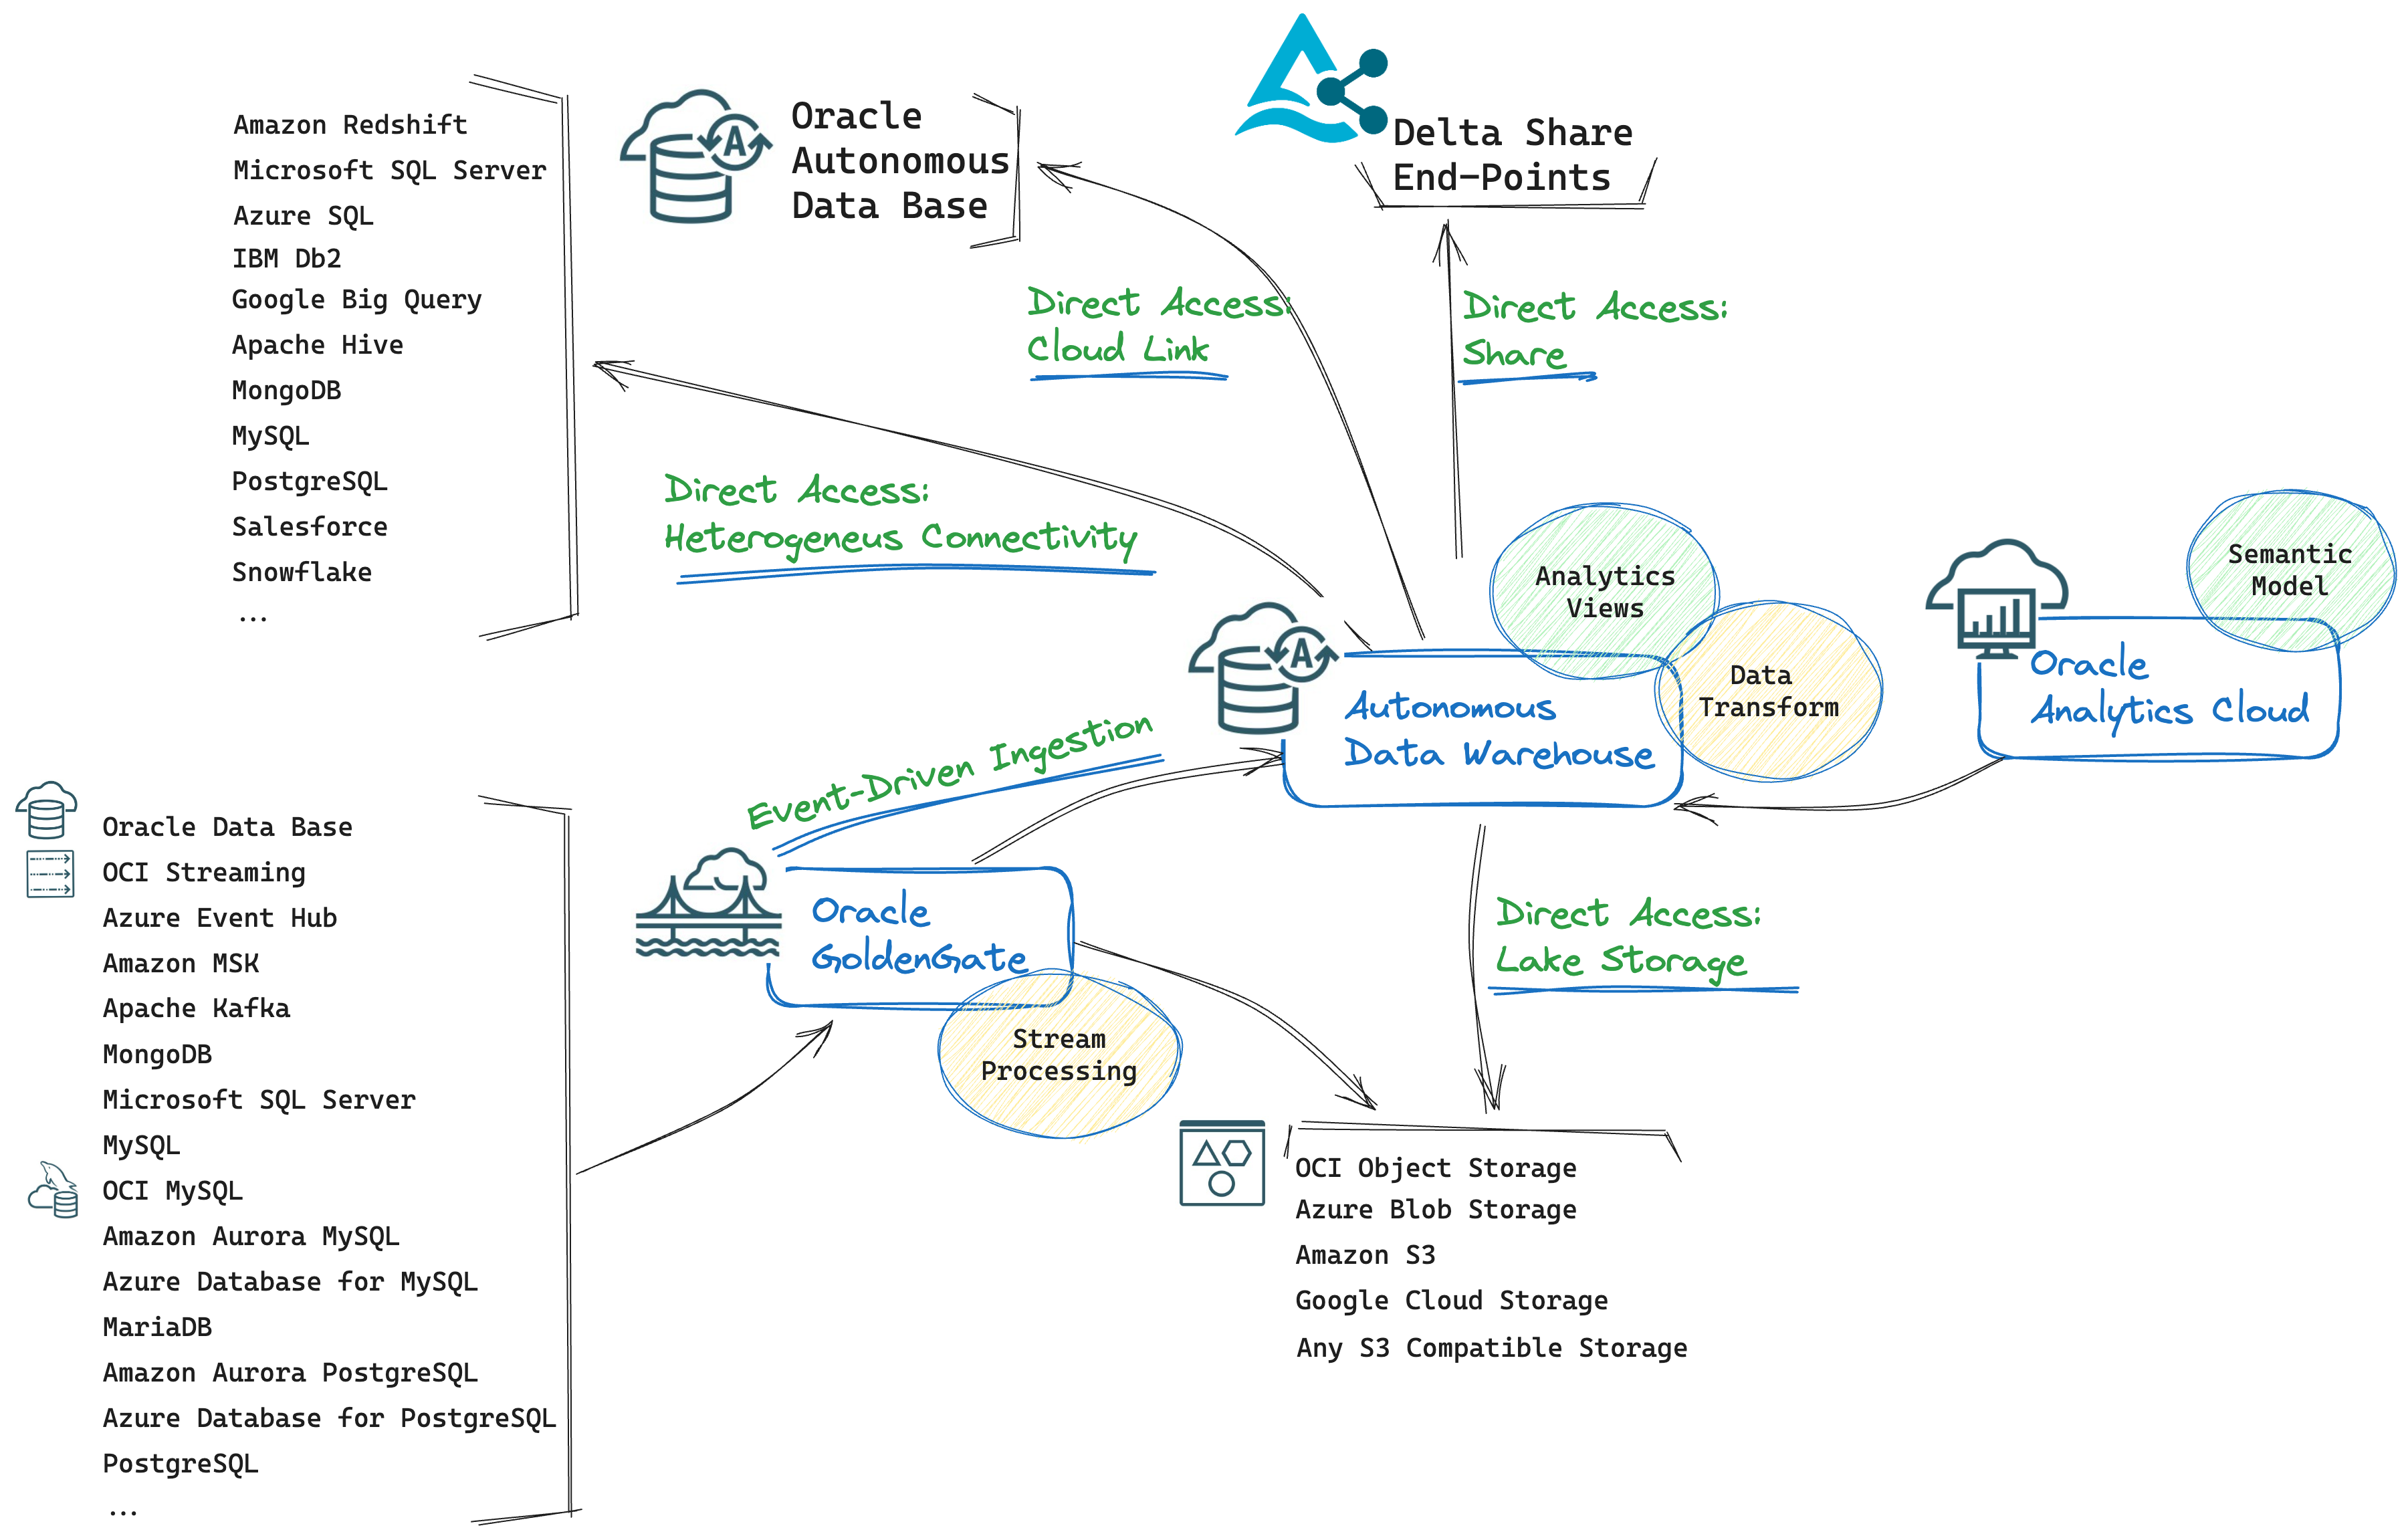 Amazon Redshift
Microsoft SQL Server
Azure SQL
IBM Db2
Google Big Query
Apache Hive
MongoDB
MySQL
PostgreSQL
Salesforce
Snowflake
...
A
Oracle
Autonomous
Data Base
Delta Share
End-Points
Direct Access:
Cloud Link
Direct Access:
Share
Direct Access:
Heterogeneus Connectivity
Analytics
Views
Data
Transform
Semantic
Model
A
Autonomous
Data Warehouse
Oracle
Analytics Cloud
Event-Driven Ingestion
Oracle
GoldenGate
Stream
Processing
Direct Access:
Lake Storage
Oracle Data Base
OCI Streaming
Azure Event Hub
Amazon MSK
Apache Kafka
MongoDB
Microsoft SQL Server
MySQL
OCI MySQL
Amazon Aurora MySQL
Azure Database for MySQL
MariaDB
Amazon Aurora PostgreSQL
Azure Database for PostgreSQL
PostgreSQL
...
OCI Object Storage
Azure Blob Storage
Amazon S3
Google Cloud Storage
Any S3 Compatible Storage